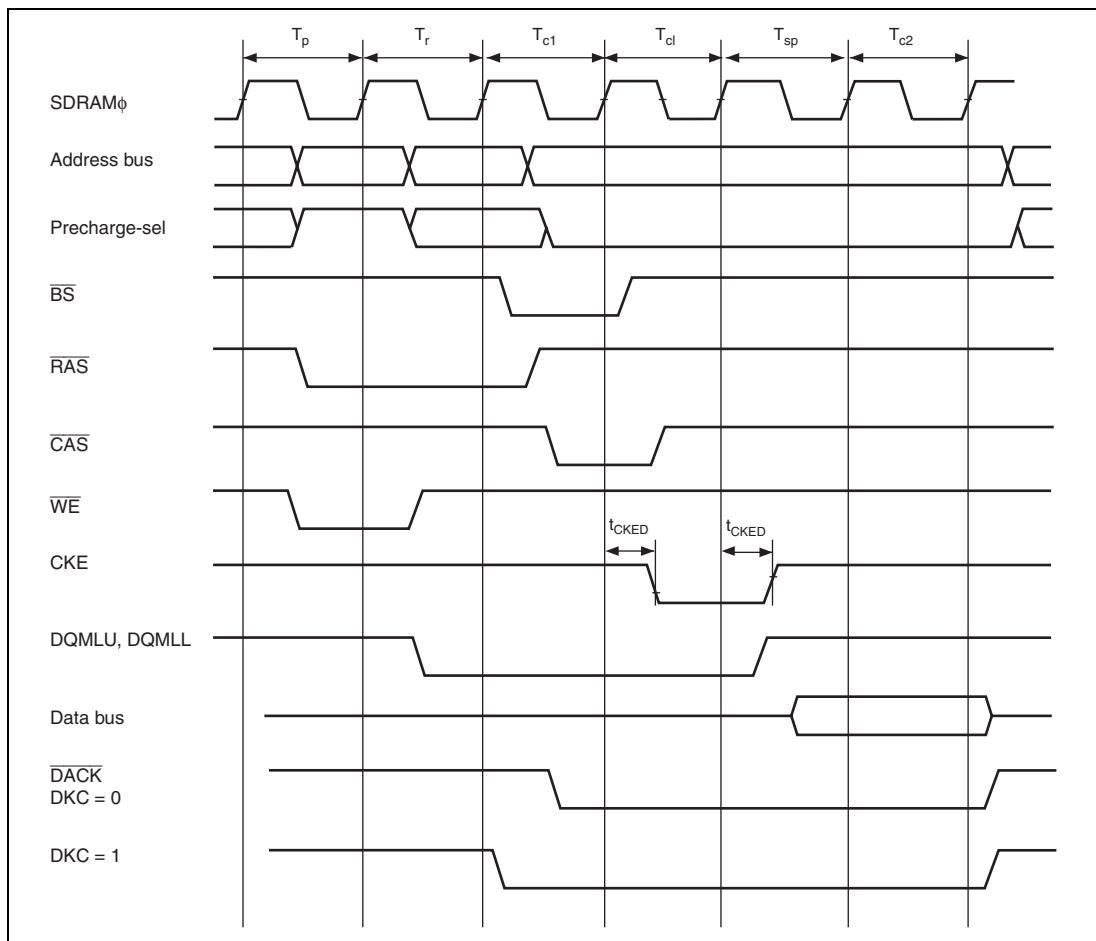 Tp Tr Tc1 Tcl Tsp Tc2
SDRAMφ
Address bus
Precharge-sel
BS
RAS
CAS
WE
tCKED tCKED
CKE
DQMLU, DQMLL
Data bus
DACK
DKC = 0
DKC = 1